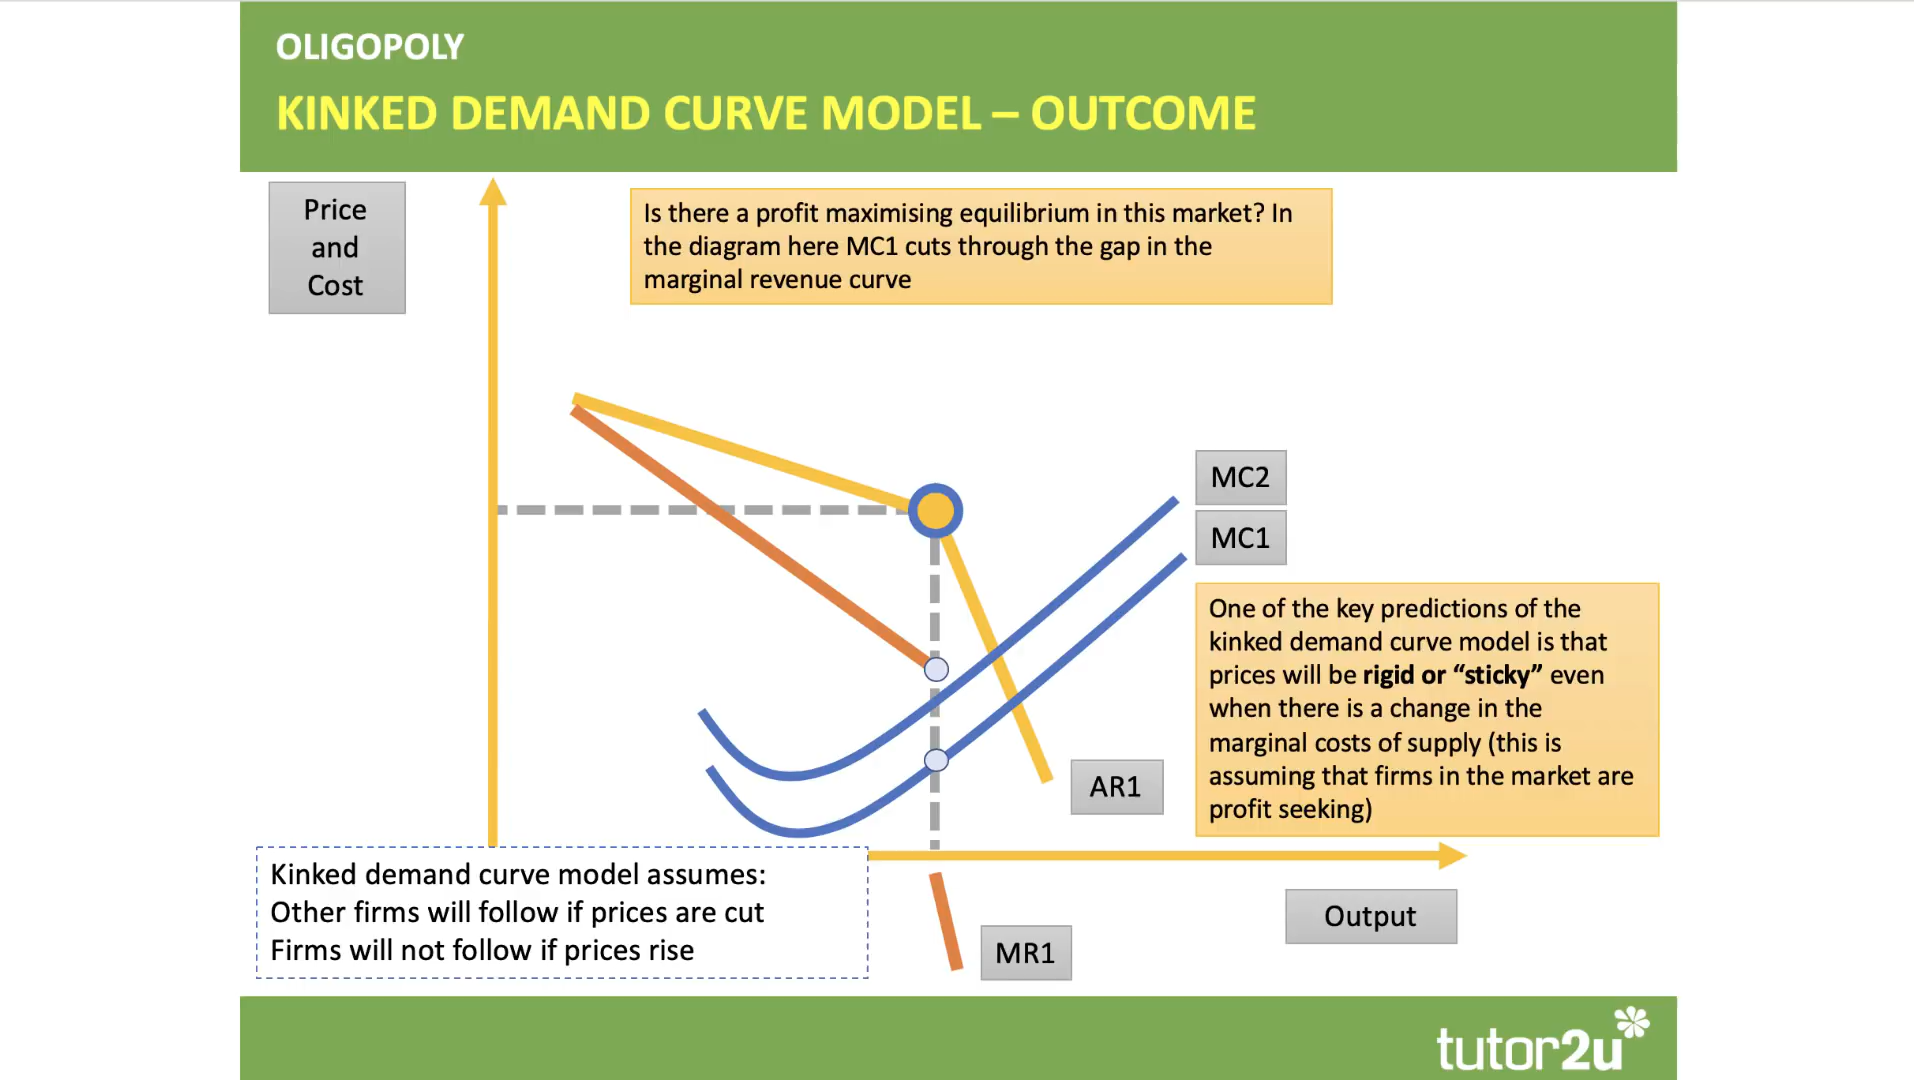 OLIGOPOLY
KINKED DEMAND CURVE MODEL – OUTCOME
Price
and
Cost
Is there a profit maximising equilibrium in this market? In
the diagram here MC1 cuts through the gap in the
marginal revenue curve
MC2
MC1
One of the key predictions of the
kinked demand curve model is that
prices will be rigid or “sticky” even
when there is a change in the
marginal costs of supply (this is
assuming that firms in the market are
profit seeking)
AR1
Kinked demand curve model assumes:
Other firms will follow if prices are cut
Firms will not follow if prices rise
Output
MR1
tutor2u